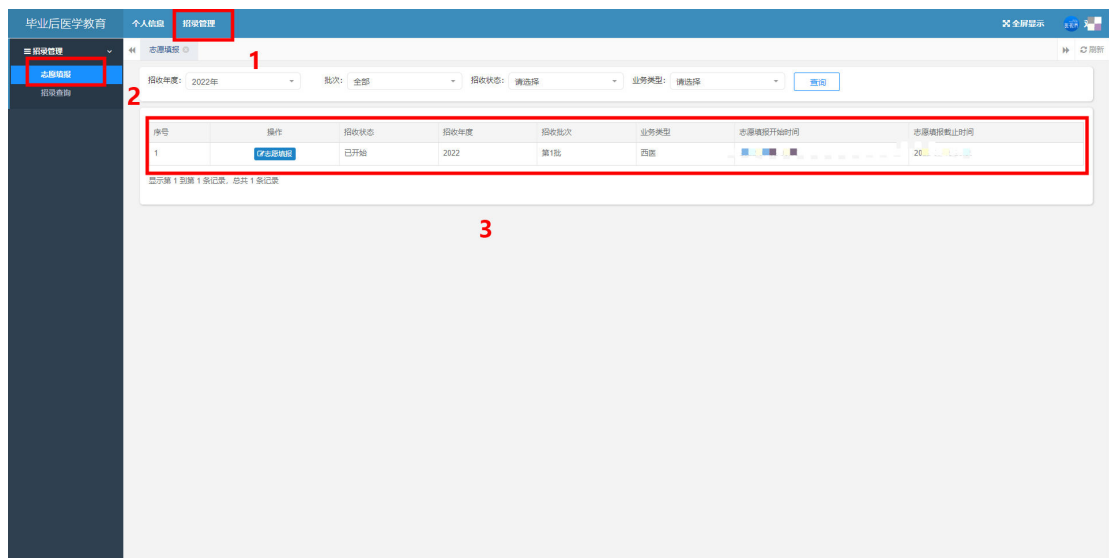 毕业后医学教育 个人信息 招录管理 全屏显示
招录管理 志愿填报 刷新
1
志愿填报
招收年度: 2022年 批次: 全部 招收状态: 请选择 业务类型: 请选择 查询
招录查询
2
序号 操作 招收状态 招收年度 招收批次 业务类型 志愿填报开始时间 志愿填报截止时间
1 志愿填报 已开始 2022 第1批 西医 20
显示第 1 到第 1 条记录，总共 1 条记录
3